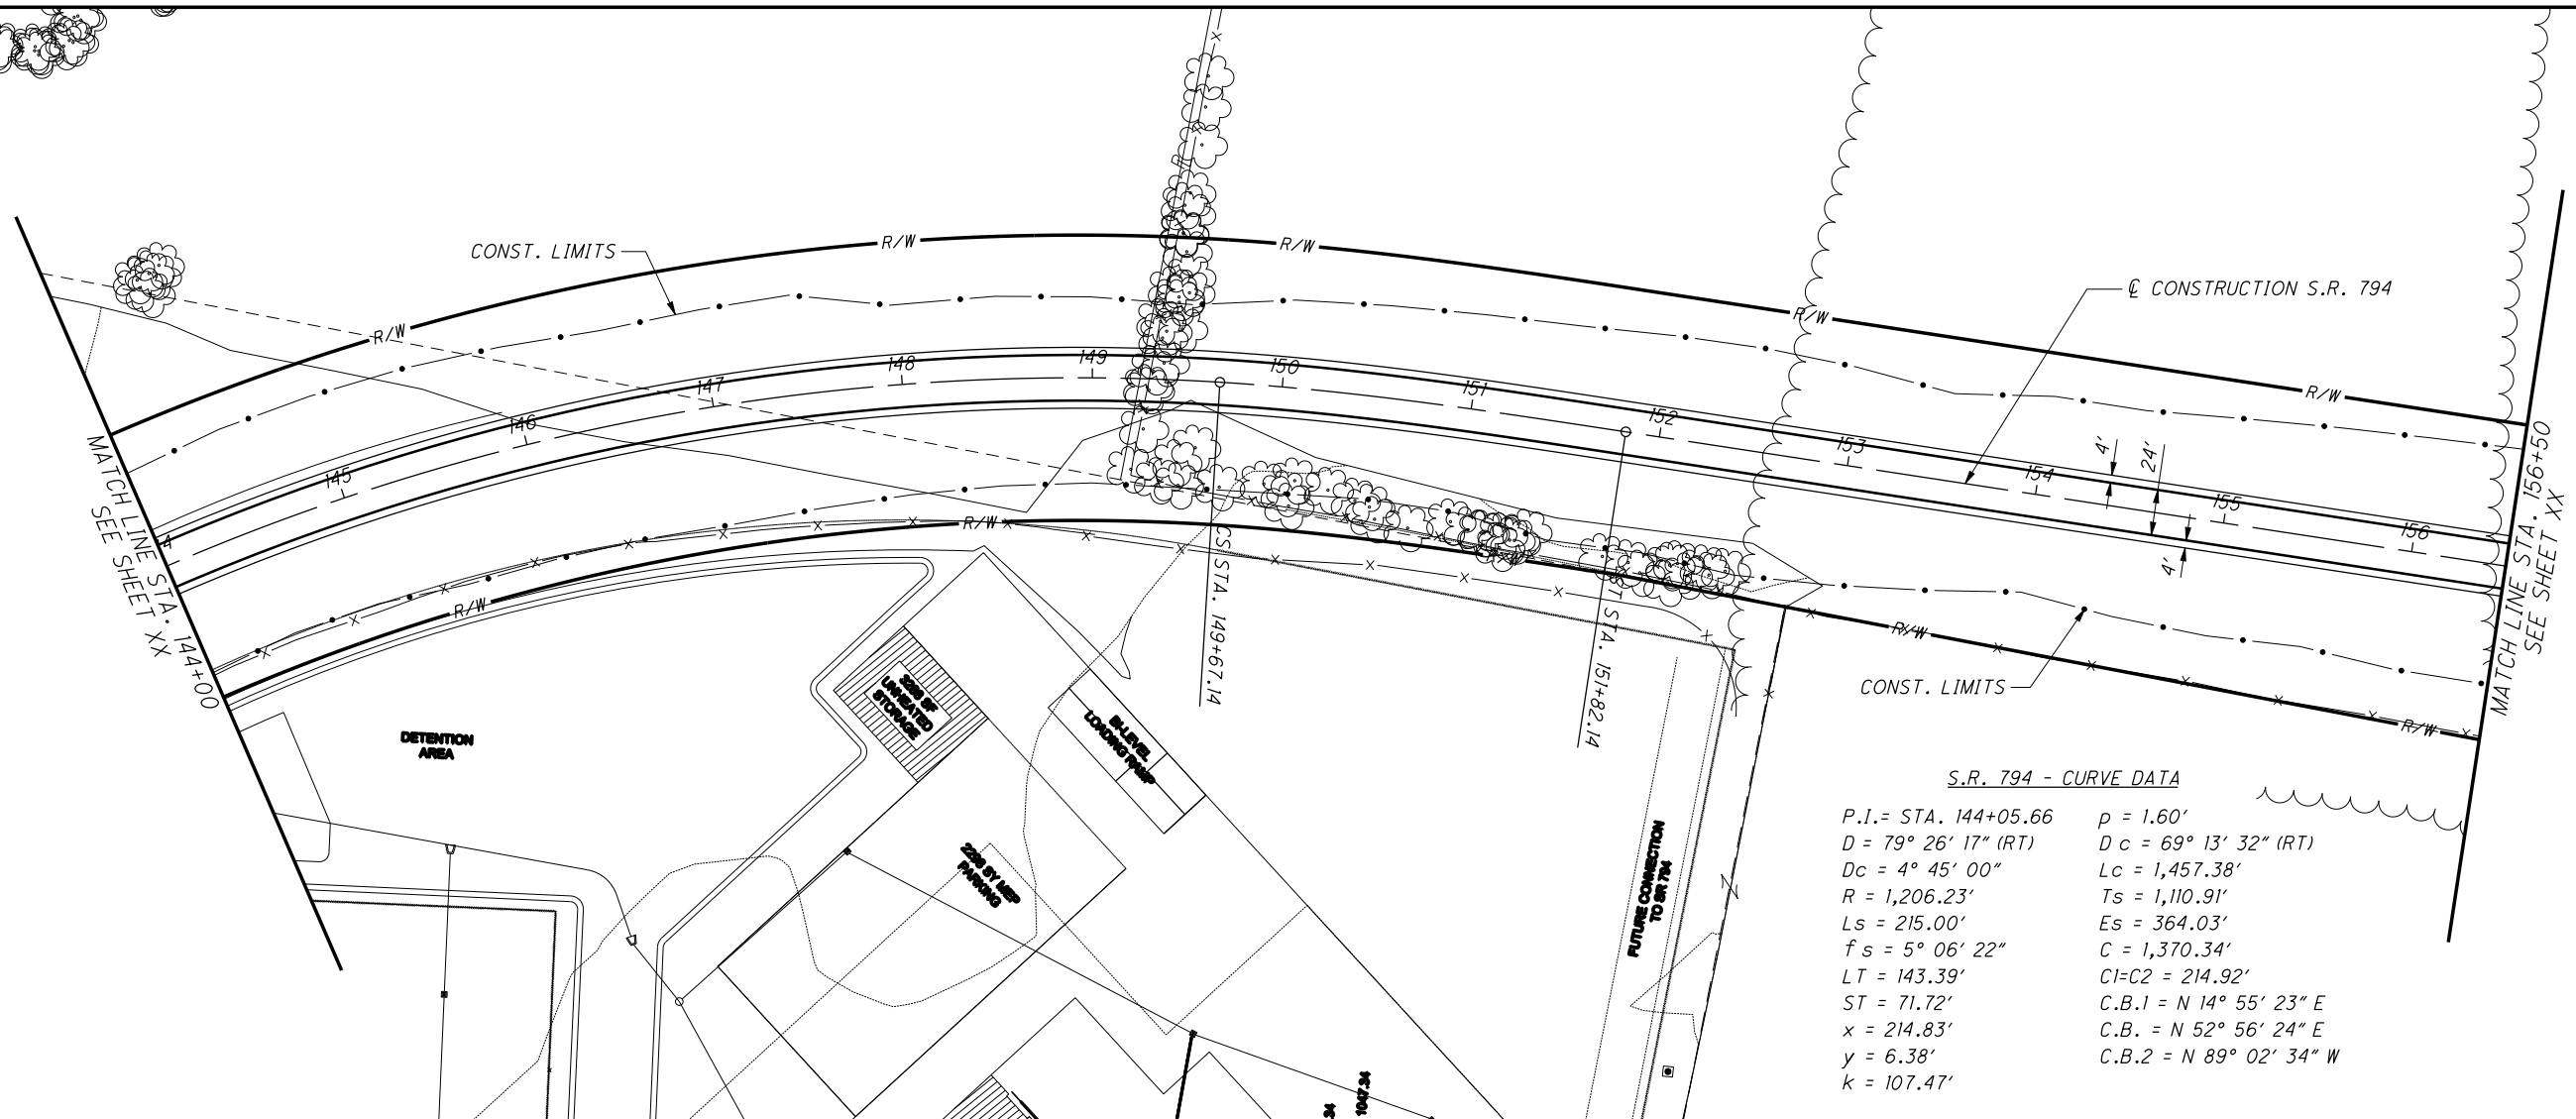 R/W
R/W
CONST. LIMITS
R/W
R/W
℄ CONSTRUCTION S.R. 794
R/W
145
146
147
148
149
150
151
152
153
154
155
156
4'
24'
4'
MATCH LINE STA. 144+00
SEE SHEET XX
MATCH LINE STA. 156+50
SEE SHEET XX
R/W
R/W
R/W
R/W
CS STA. 149+67.14
ST STA. 151+82.14
CONST. LIMITS
DETENTION
AREA
3298 SF
UNHEATED
STORAGE
BI-LEVEL
LOADING RAMP
PARKING
FUTURE CONNECTION
TO SR 794
1047.34
S.R. 794 - CURVE DATA
P.I.= STA. 144+05.66
D = 79° 26' 17" (RT)
Dc = 4° 45' 00"
R = 1,206.23'
Ls = 215.00'
f s = 5° 06' 22"
LT = 143.39'
ST = 71.72'
x = 214.83'
y = 6.38'
k = 107.47'
p = 1.60'
D c = 69° 13' 32" (RT)
Lc = 1,457.38'
Ts = 1,110.91'
Es = 364.03'
C = 1,370.34'
C1=C2 = 214.92'
C.B.1 = N 14° 55' 23" E
C.B. = N 52° 56' 24" E
C.B.2 = N 89° 02' 34" W